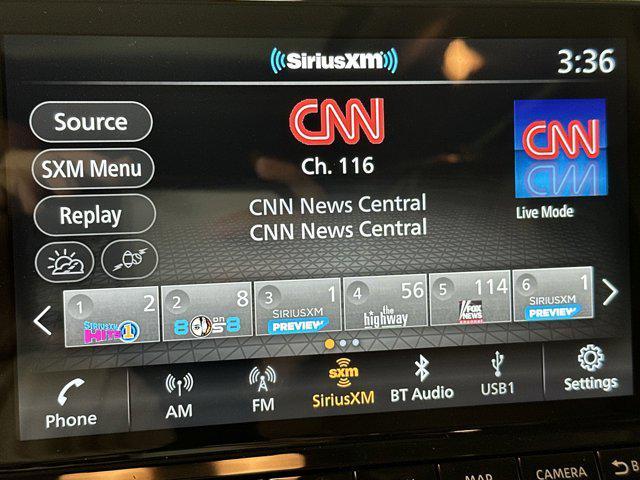 SiriusXM
3:36
Source
SXM Menu
Replay
CNN
Ch. 116
CNN News Central
CNN News Central
CNN
Live Mode
1 2
SIRIUSXM
HITS 1
2 8
80s on 8
3 1
SIRIUSXM
PREVIEW
4 56
the
highway
5 114
FOX
NEWS
channel
6 1
SIRIUSXM
PREVIEW
Phone
AM
FM
sxm
SiriusXM
BT Audio
USB1
Settings
MAP
CAMERA